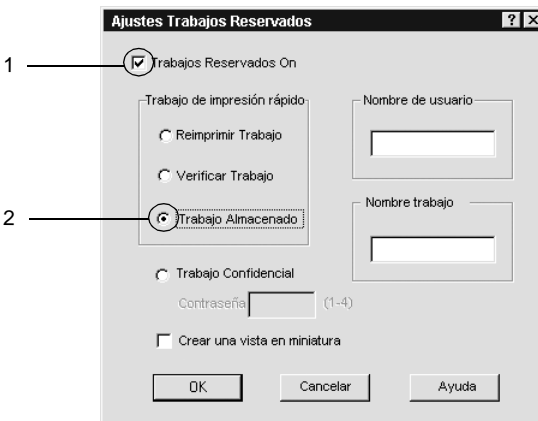 Ajustes Trabajos Reservados
1
Trabajos Reservados On
Trabajo de impresión rápido
Reimprimir Trabajo
Verificar Trabajo
2
Trabajo Almacenado
Nombre de usuario
Nombre trabajo
Trabajo Confidencial
Contraseña (1-4)
Crear una vista en miniatura
OK Cancelar Ayuda